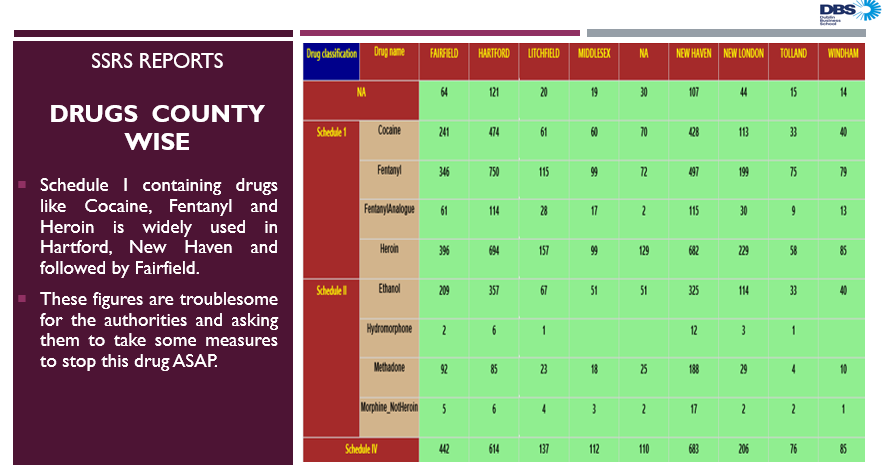 DBS
Dublin
Business
School
SSRS REPORTS
DRUGS COUNTY
WISE
Schedule I containing drugs
like Cocaine, Fentanyl and
Heroin is widely used in
Hartford, New Haven and
followed by Fairfield.
These figures are troublesome
for the authorities and asking
them to take some measures
to stop this drug ASAP.
Drug classification Drug name FAIRFIELD HARTFORD LITCHFIELD MIDDLESEX NA NEW HAVEN NEW LONDON TOLLAND WINDHAM
NA 64 121 20 19 30 107 44 15 14
Schedule 1 Cocaine 241 474 61 60 70 428 113 33 40
Fentanyl 346 750 115 99 72 497 199 75 79
FentanylAnalogue 61 114 28 17 2 115 30 9 13
Heroin 396 694 157 99 129 682 229 58 85
Schedule II Ethanol 209 357 67 51 51 325 114 33 40
Hydromorphone 2 6 1 12 3 1
Methadone 92 85 23 18 25 188 29 4 10
Morphine_NotHeroin 5 6 4 3 2 17 2 2 1
Schedule IV 442 614 137 112 110 683 206 76 85